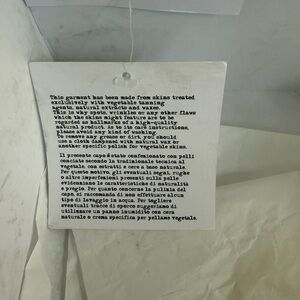 This garment has been made from skins treated
exclusively with vegetable tanning
agents, natural extracts and waxes.
This is why spots, wrinkles or any other flaws
which the skins might feature are to be
regarded as hallmarks of a high-quality
natural product. As to its care instructions,
please avoid any kind of washing.
To remove any grease or dirt, you should
use a cloth dampened with natural wax or
another specific polish for vegetable skins.
Il presente capo è stato confezionato con pelli
conciate secondo la tradizionale tecnica al
vegetale, con estratti e cere al naturale.
Per questo motivo, gli eventuali segni, rughe
o altre imperfezioni presenti sulla pelle
evidenziano le caratteristiche di naturalità
e pregio. Per quanto concerne la pulizia del
capo, si raccomanda di non effettuare alcun
tipo di lavaggio in acqua. Per togliere
eventuali tracce di sporco suggeriamo di
utilizzare un panno inumidito con cera
naturale o crema specifica per pellame vegetale.